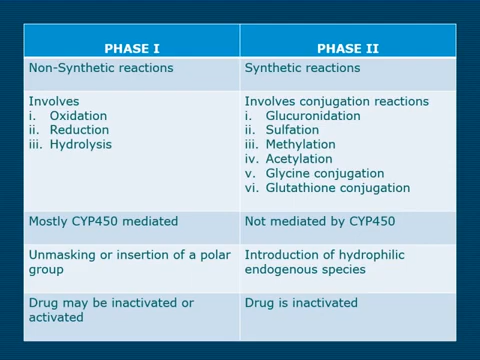 PHASE I
PHASE II
Non-Synthetic reactions
Synthetic reactions
Involves
i. Oxidation
ii. Reduction
iii. Hydrolysis
Involves conjugation reactions
i. Glucuronidation
ii. Sulfation
iii. Methylation
iv. Acetylation
v. Glycine conjugation
vi. Glutathione conjugation
Mostly CYP450 mediated
Not mediated by CYP450
Unmasking or insertion of a polar
group
Introduction of hydrophilic
endogenous species
Drug may be inactivated or
activated
Drug is inactivated